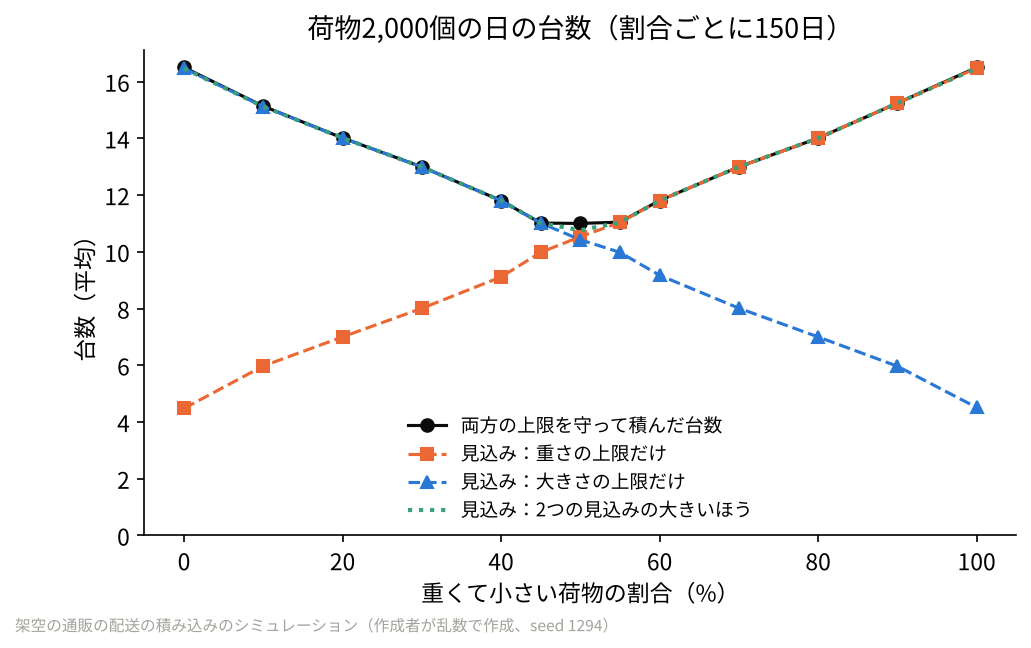 荷物2,000個の日の台数（割合ごとに150日）
台数（平均）
16
14
12
10
8
6
4
2
0
両方の上限を守って積んだ台数
見込み：重さの上限だけ
見込み：大きさの上限だけ
見込み：2つの見込みの大きいほう
0 20 40 60 80 100
重くて小さい荷物の割合（%）
架空の通販の配送の積み込みのシミュレーション（作成者が乱数で作成、seed 1294）